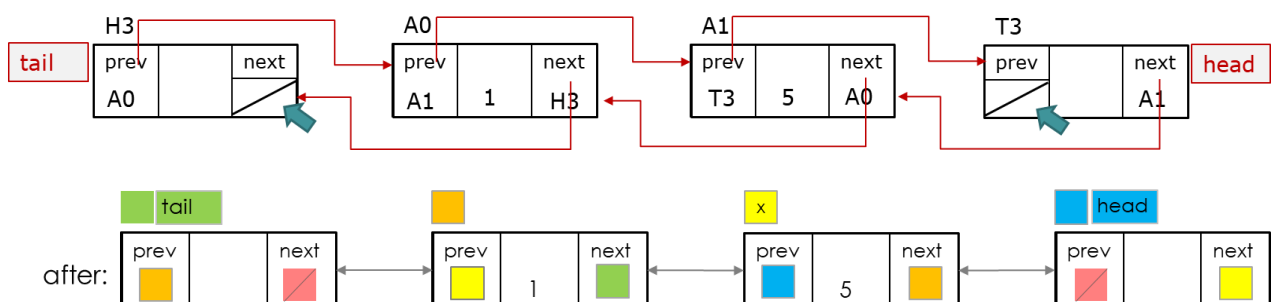 H3 A0 A1 T3
tail prev next prev next prev next prev next head
A0 A1 1 H3 T3 5 A0 A1
tail x head
prev next prev next prev next prev next
after: 1 5